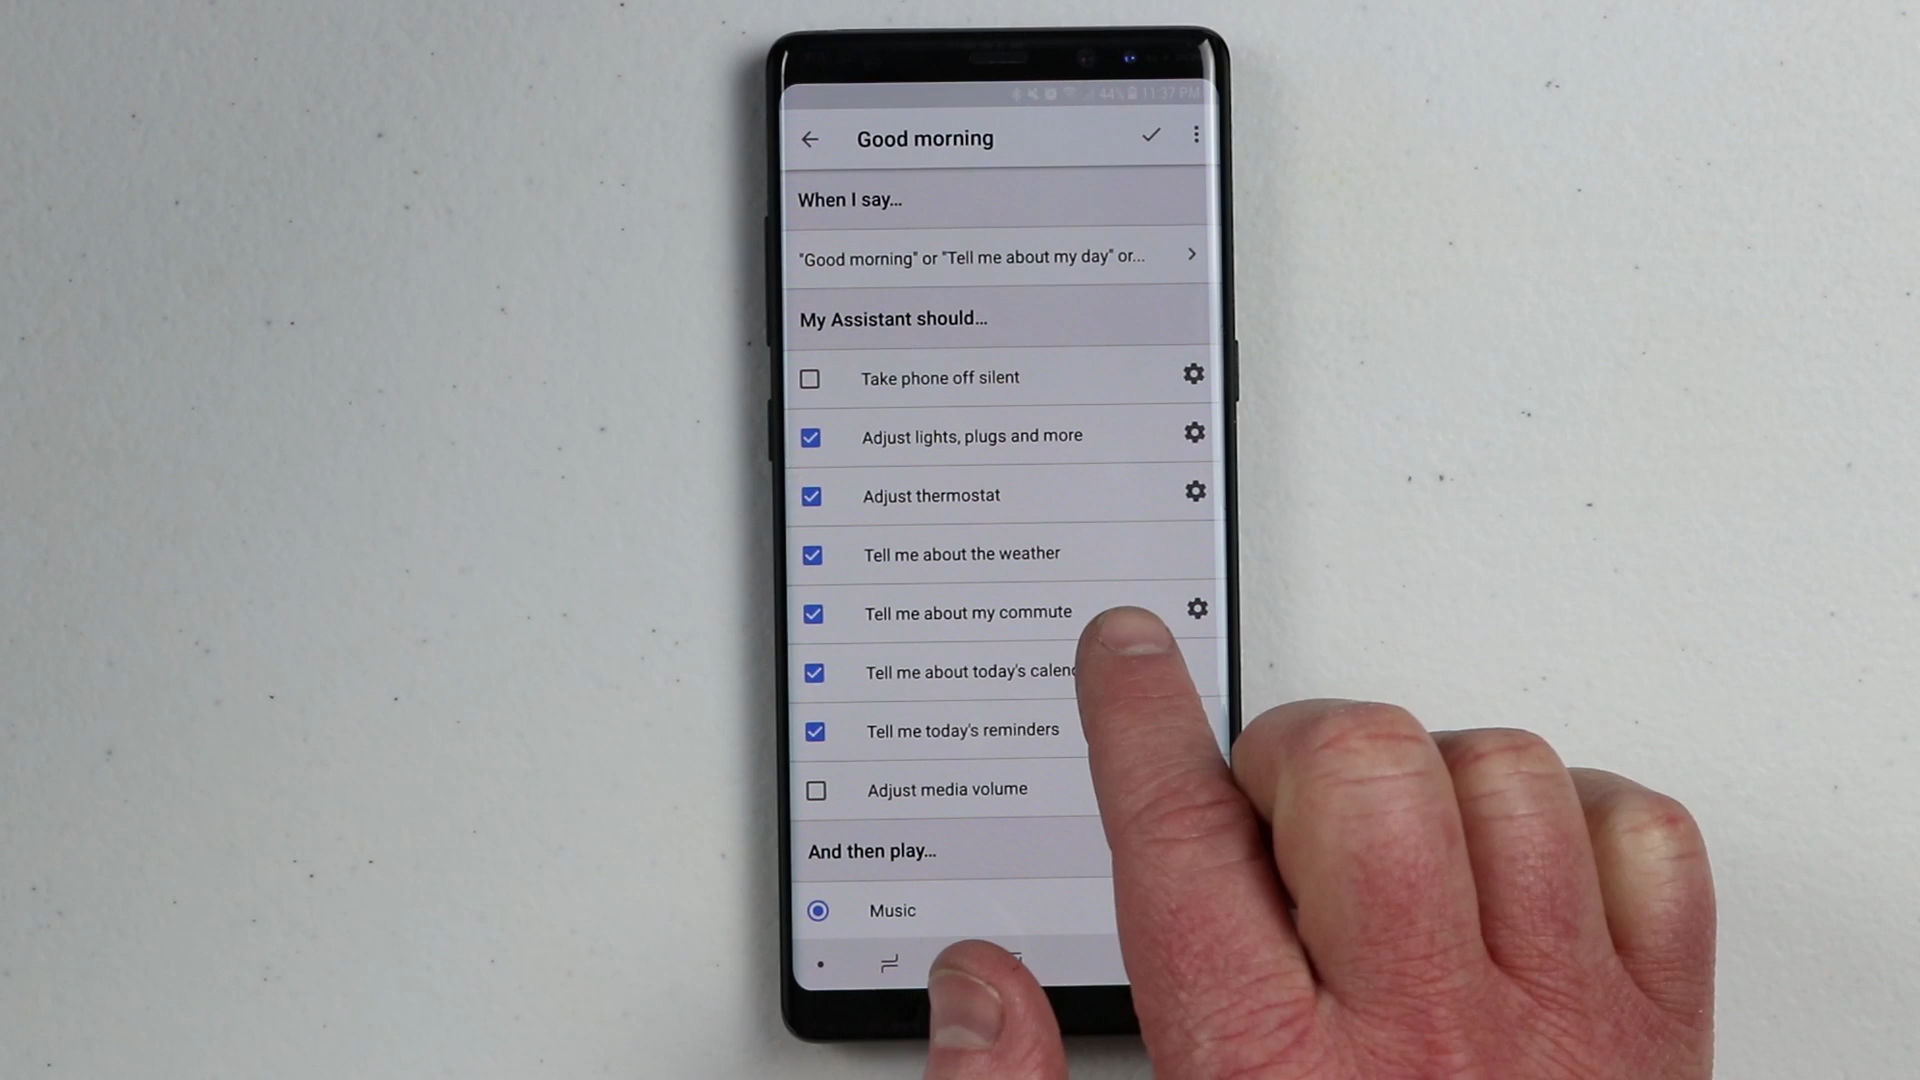 44% 11:37 PM
Good morning
When I say...
"Good morning" or "Tell me about my day" or...
My Assistant should...
Take phone off silent
Adjust lights, plugs and more
Adjust thermostat
Tell me about the weather
Tell me about my commute
Tell me about today's calend
Tell me today's reminders
Adjust media volume
And then play...
Music